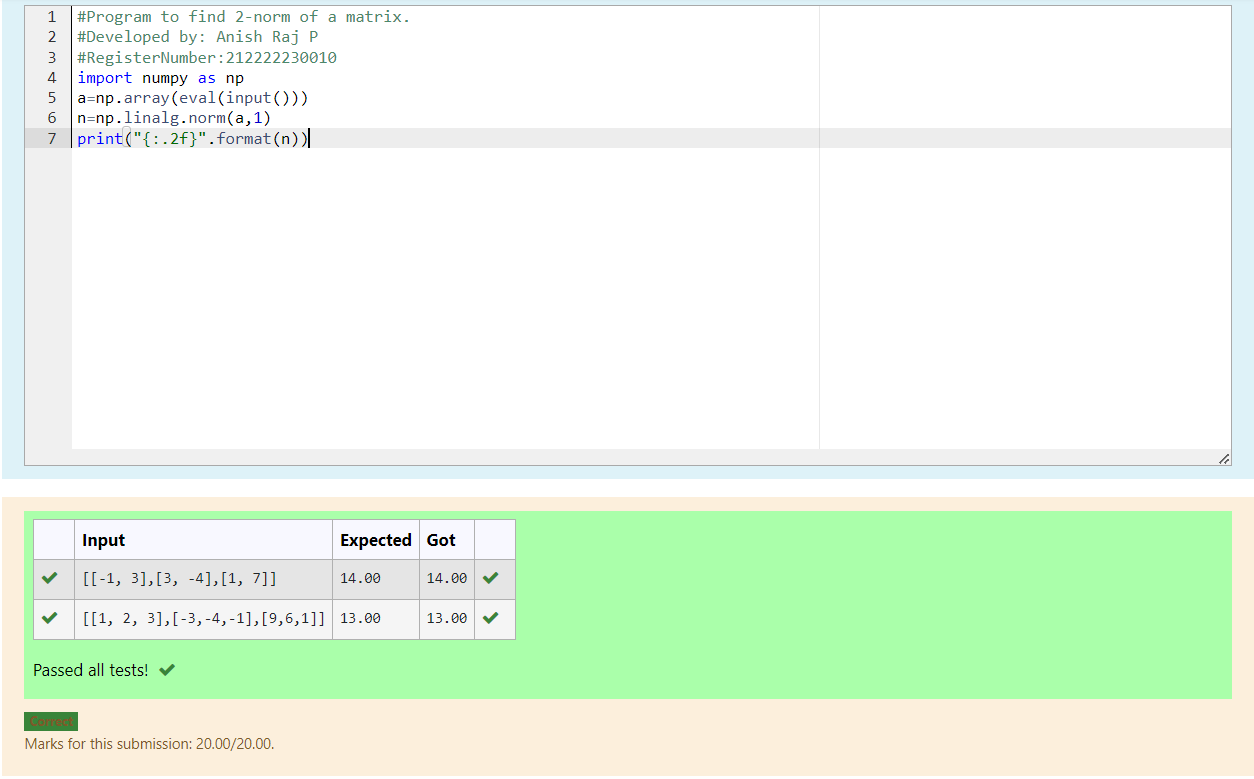 1 #Program to find 2-norm of a matrix.
2 #Developed by: Anish Raj P
3 #RegisterNumber:212222230010
4 import numpy as np
5 a=np.array(eval(input()))
6 n=np.linalg.norm(a,1)
7 print("{:.2f}".format(n))
Input Expected Got
[[-1, 3],[3, -4],[1, 7]] 14.00 14.00
[[1, 2, 3],[-3,-4,-1],[9,6,1]] 13.00 13.00
Passed all tests!
Correct
Marks for this submission: 20.00/20.00.